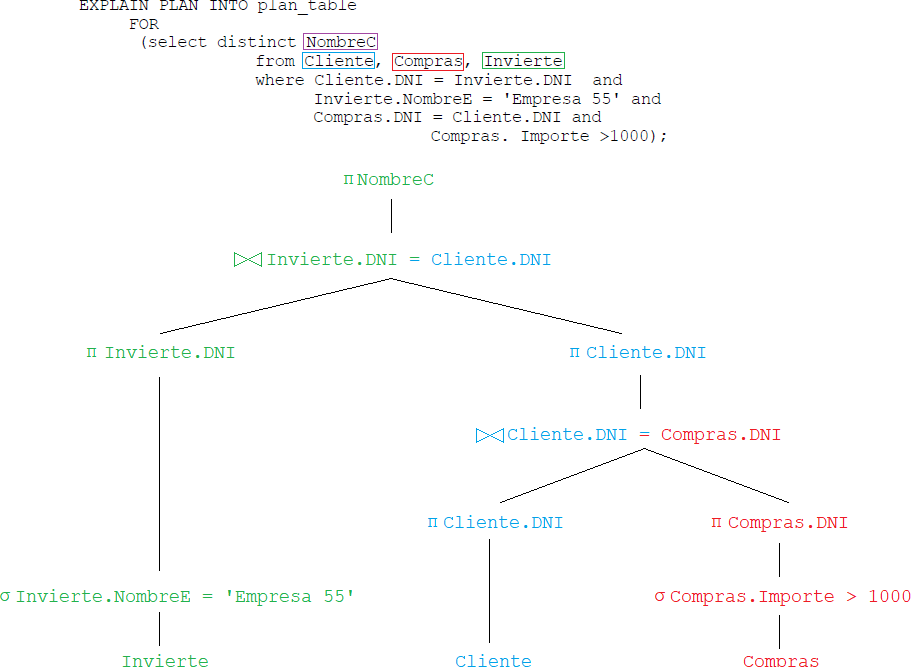 EXPLAIN PLAN INTO plan_table
FOR
(select distinct NombreC
from Cliente, Compras, Invierte
where Cliente.DNI = Invierte.DNI and
Invierte.NombreE = 'Empresa 55' and
Compras.DNI = Cliente.DNI and
Compras. Importe >1000);
π NombreC
⋈ Invierte.DNI = Cliente.DNI
π Invierte.DNI
π Cliente.DNI
⋈ Cliente.DNI = Compras.DNI
π Cliente.DNI
π Compras.DNI
σ Invierte.NombreE = 'Empresa 55'
σ Compras.Importe > 1000
Invierte
Cliente
Compras